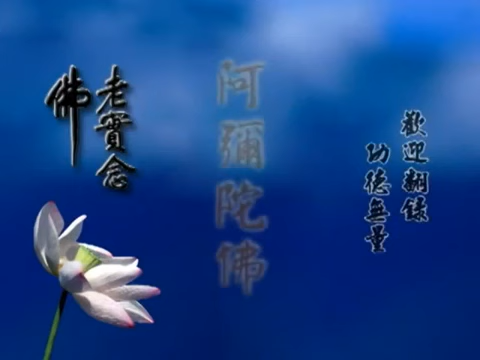 歡迎翻錄
功德無量
阿彌陀佛
老實念
佛